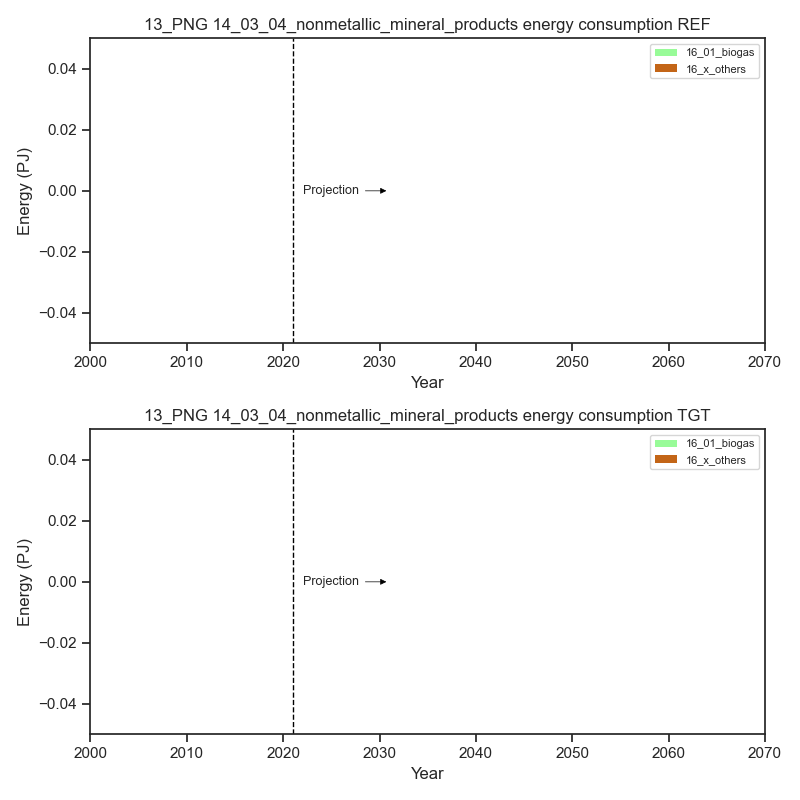 13_PNG 14_03_04_nonmetallic_mineral_products energy consumption REF
16_01_biogas
16_x_others
Energy (PJ)
0.04
0.02
0.00
−0.02
−0.04
Projection
2000 2010 2020 2030 2040 2050 2060 2070
Year
13_PNG 14_03_04_nonmetallic_mineral_products energy consumption TGT
16_01_biogas
16_x_others
Energy (PJ)
0.04
0.02
0.00
−0.02
−0.04
Projection
2000 2010 2020 2030 2040 2050 2060 2070
Year